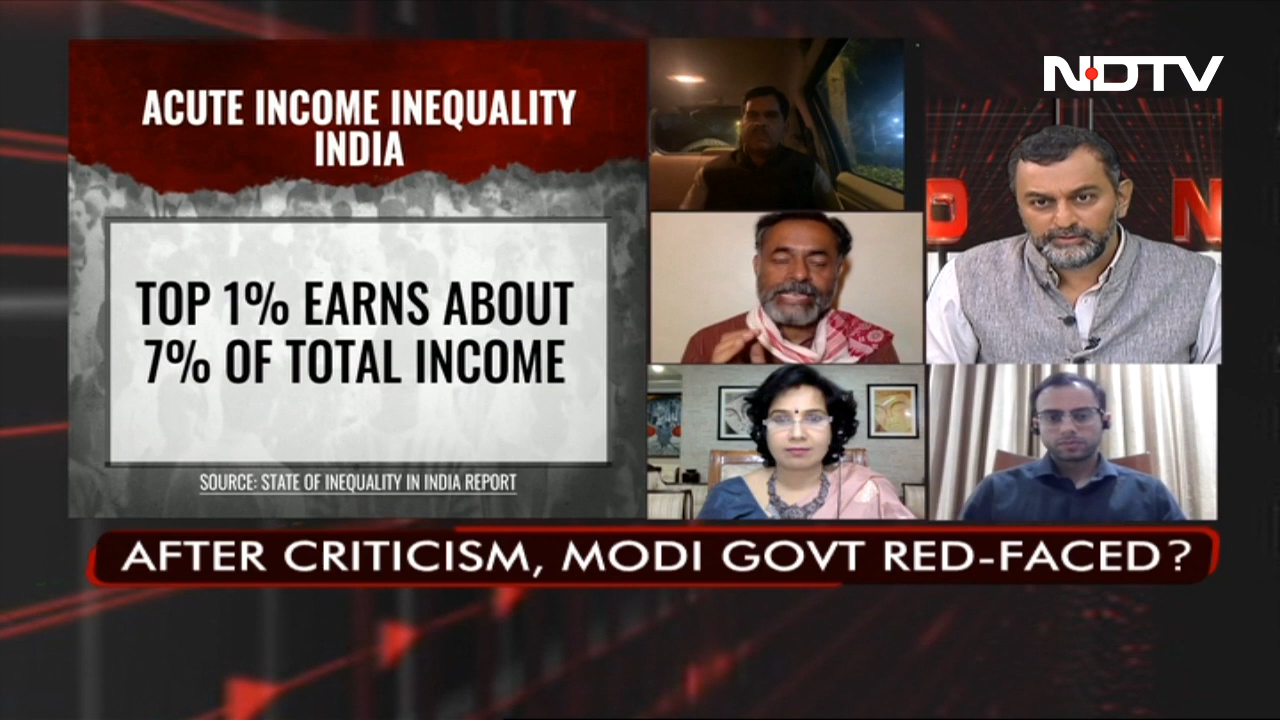 ACUTE INCOME INEQUALITY
INDIA
TOP 1% EARNS ABOUT
7% OF TOTAL INCOME
SOURCE: STATE OF INEQUALITY IN INDIA REPORT
NDTV
D
N
AFTER CRITICISM, MODI GOVT RED-FACED?